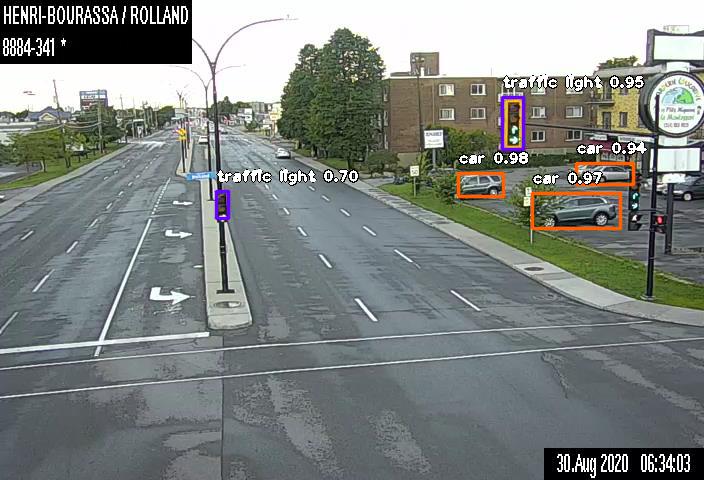 HENRI-BOURASSA / ROLLAND
8884-341 *
traffic light 0.95
car 0.98
car 0.94
traffic light 0.70
car 0.97
30.Aug 2020 06:34:03